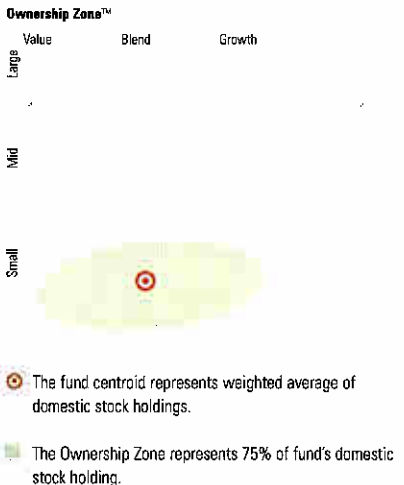 Ownership Zone™
Value Blend Growth
Large
Mid
Small
The fund centroid represents weighted average of
domestic stock holdings.
The Ownership Zone represents 75% of fund's domestic
stock holding.